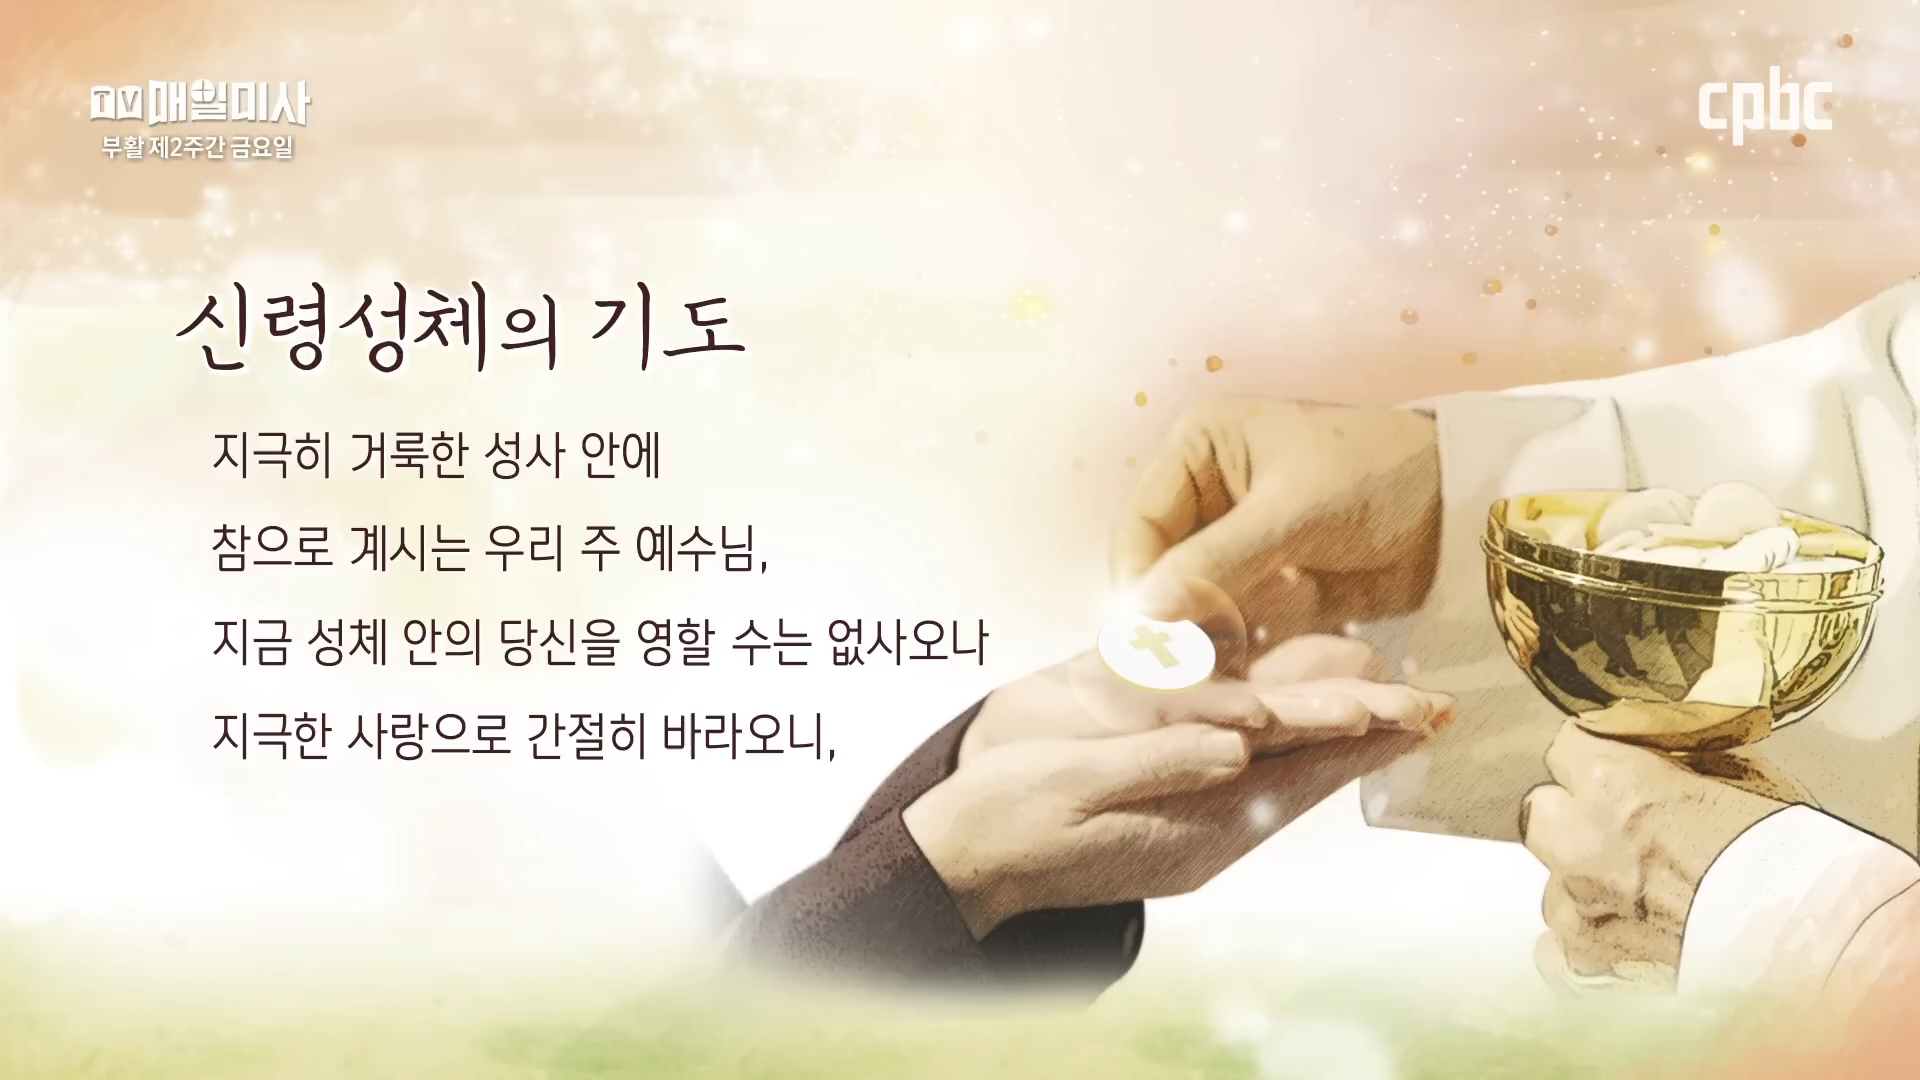 TV매일미사
부활 제2주간 금요일
cpbc
신령성체의 기도
지극히 거룩한 성사 안에
참으로 계시는 우리 주 예수님,
지금 성체 안의 당신을 영할 수는 없사오나
지극한 사랑으로 간절히 바라오니,